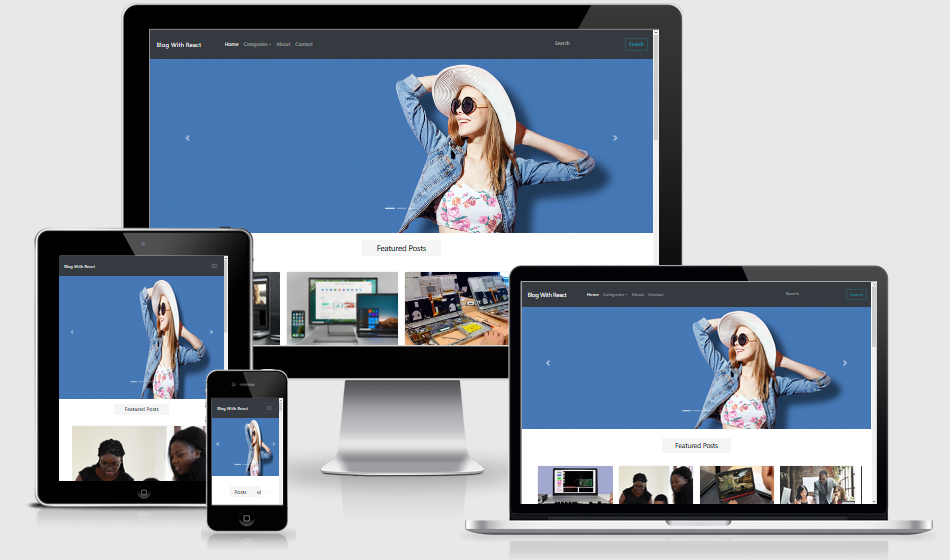 Blog With React Home Categories About Contact Search Search
Featured Posts
Blog With React
Featured Posts
Blog With React
Posts
Blog With React Home Categories About Contact Search Search
Featured Posts